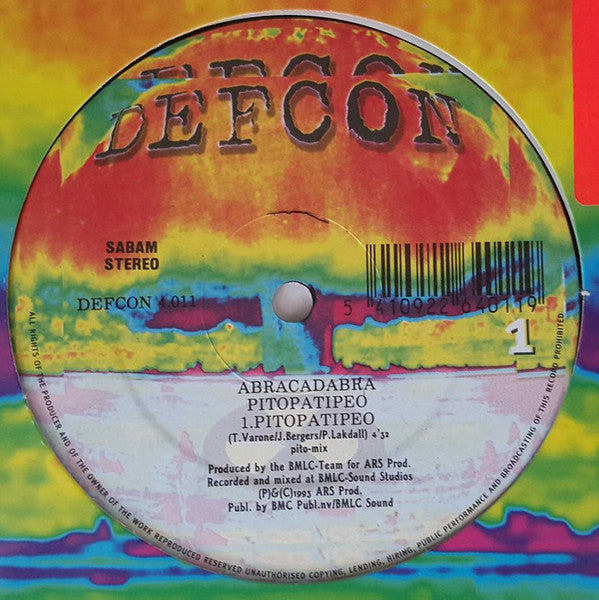 DEFCON
DEFCON
SABAM
STEREO
DEFCON 4.011
5 410922 640119
1
ABRACADABRA
PITOPATIPEO
1.PITOPATIPEO
(T.Varone/J.Bergers/P.Lakdall) 4'32
pito-mix
Produced by the BMLC-Team for ARS Prod.
Recorded and mixed at BMLC-Sound Studios
(P)&(C)1993 ARS Prod.
Publ. by BMC Publ.nv/BMLC Sound
ALL RIGHTS OF THE PRODUCER AND OF THE OWNER OF THE WORK REPRODUCED RESERVED UNAUTHORISED COPYING, LENDING, HIRING, PUBLIC PERFORMANCE AND BROADCASTING OF THIS RECORD PROHIBITED